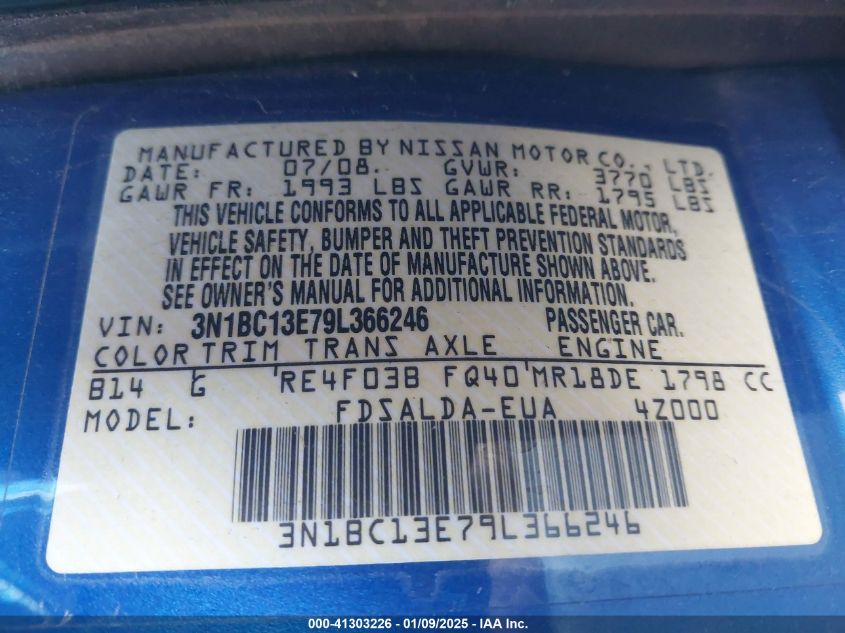 MANUFACTURED BY NISSAN MOTOR CO., LTD.
DATE: 07/08. GVWR: 3770 LBS
GAWR FR: 1993 LBS GAWR RR: 1795 LBS
THIS VEHICLE CONFORMS TO ALL APPLICABLE FEDERAL MOTOR,
VEHICLE SAFETY, BUMPER AND THEFT PREVENTION STANDARDS
IN EFFECT ON THE DATE OF MANUFACTURE SHOWN ABOVE.
SEE OWNER'S MANUAL FOR ADDITIONAL INFORMATION.
VIN: 3N1BC13E79L366246 PASSENGER CAR.
COLOR TRIM TRANS AXLE ENGINE
B14 G RE4F03B FQ40 MR18DE 1798 CC
MODEL: FDSALDA-EUA 4Z000
3N1BC13E79L366246
000-41303226 - 01/09/2025 - IAA Inc.